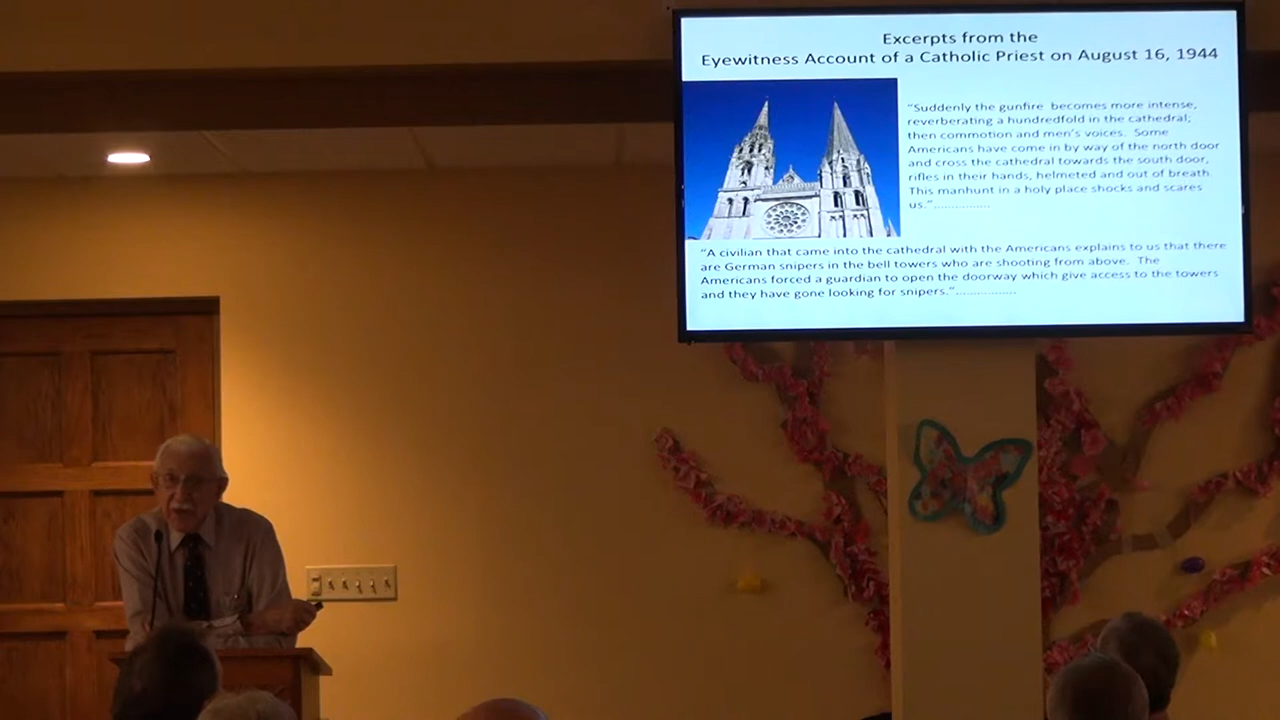 Excerpts from the
Eyewitness Account of a Catholic Priest on August 16, 1944
"Suddenly the gunfire becomes more intense,
reverberating a hundredfold in the cathedral;
then commotion and men's voices. Some
Americans have come in by way of the north door
and cross the cathedral towards the south door,
rifles in their hands, helmeted and out of breath.
This manhunt in a holy place shocks and scares
us."...............
"A civilian that came into the cathedral with the Americans explains to us that there
are German snipers in the bell towers who are shooting from above. The
Americans forced a guardian to open the doorway which give access to the towers
and they have gone looking for snipers."................